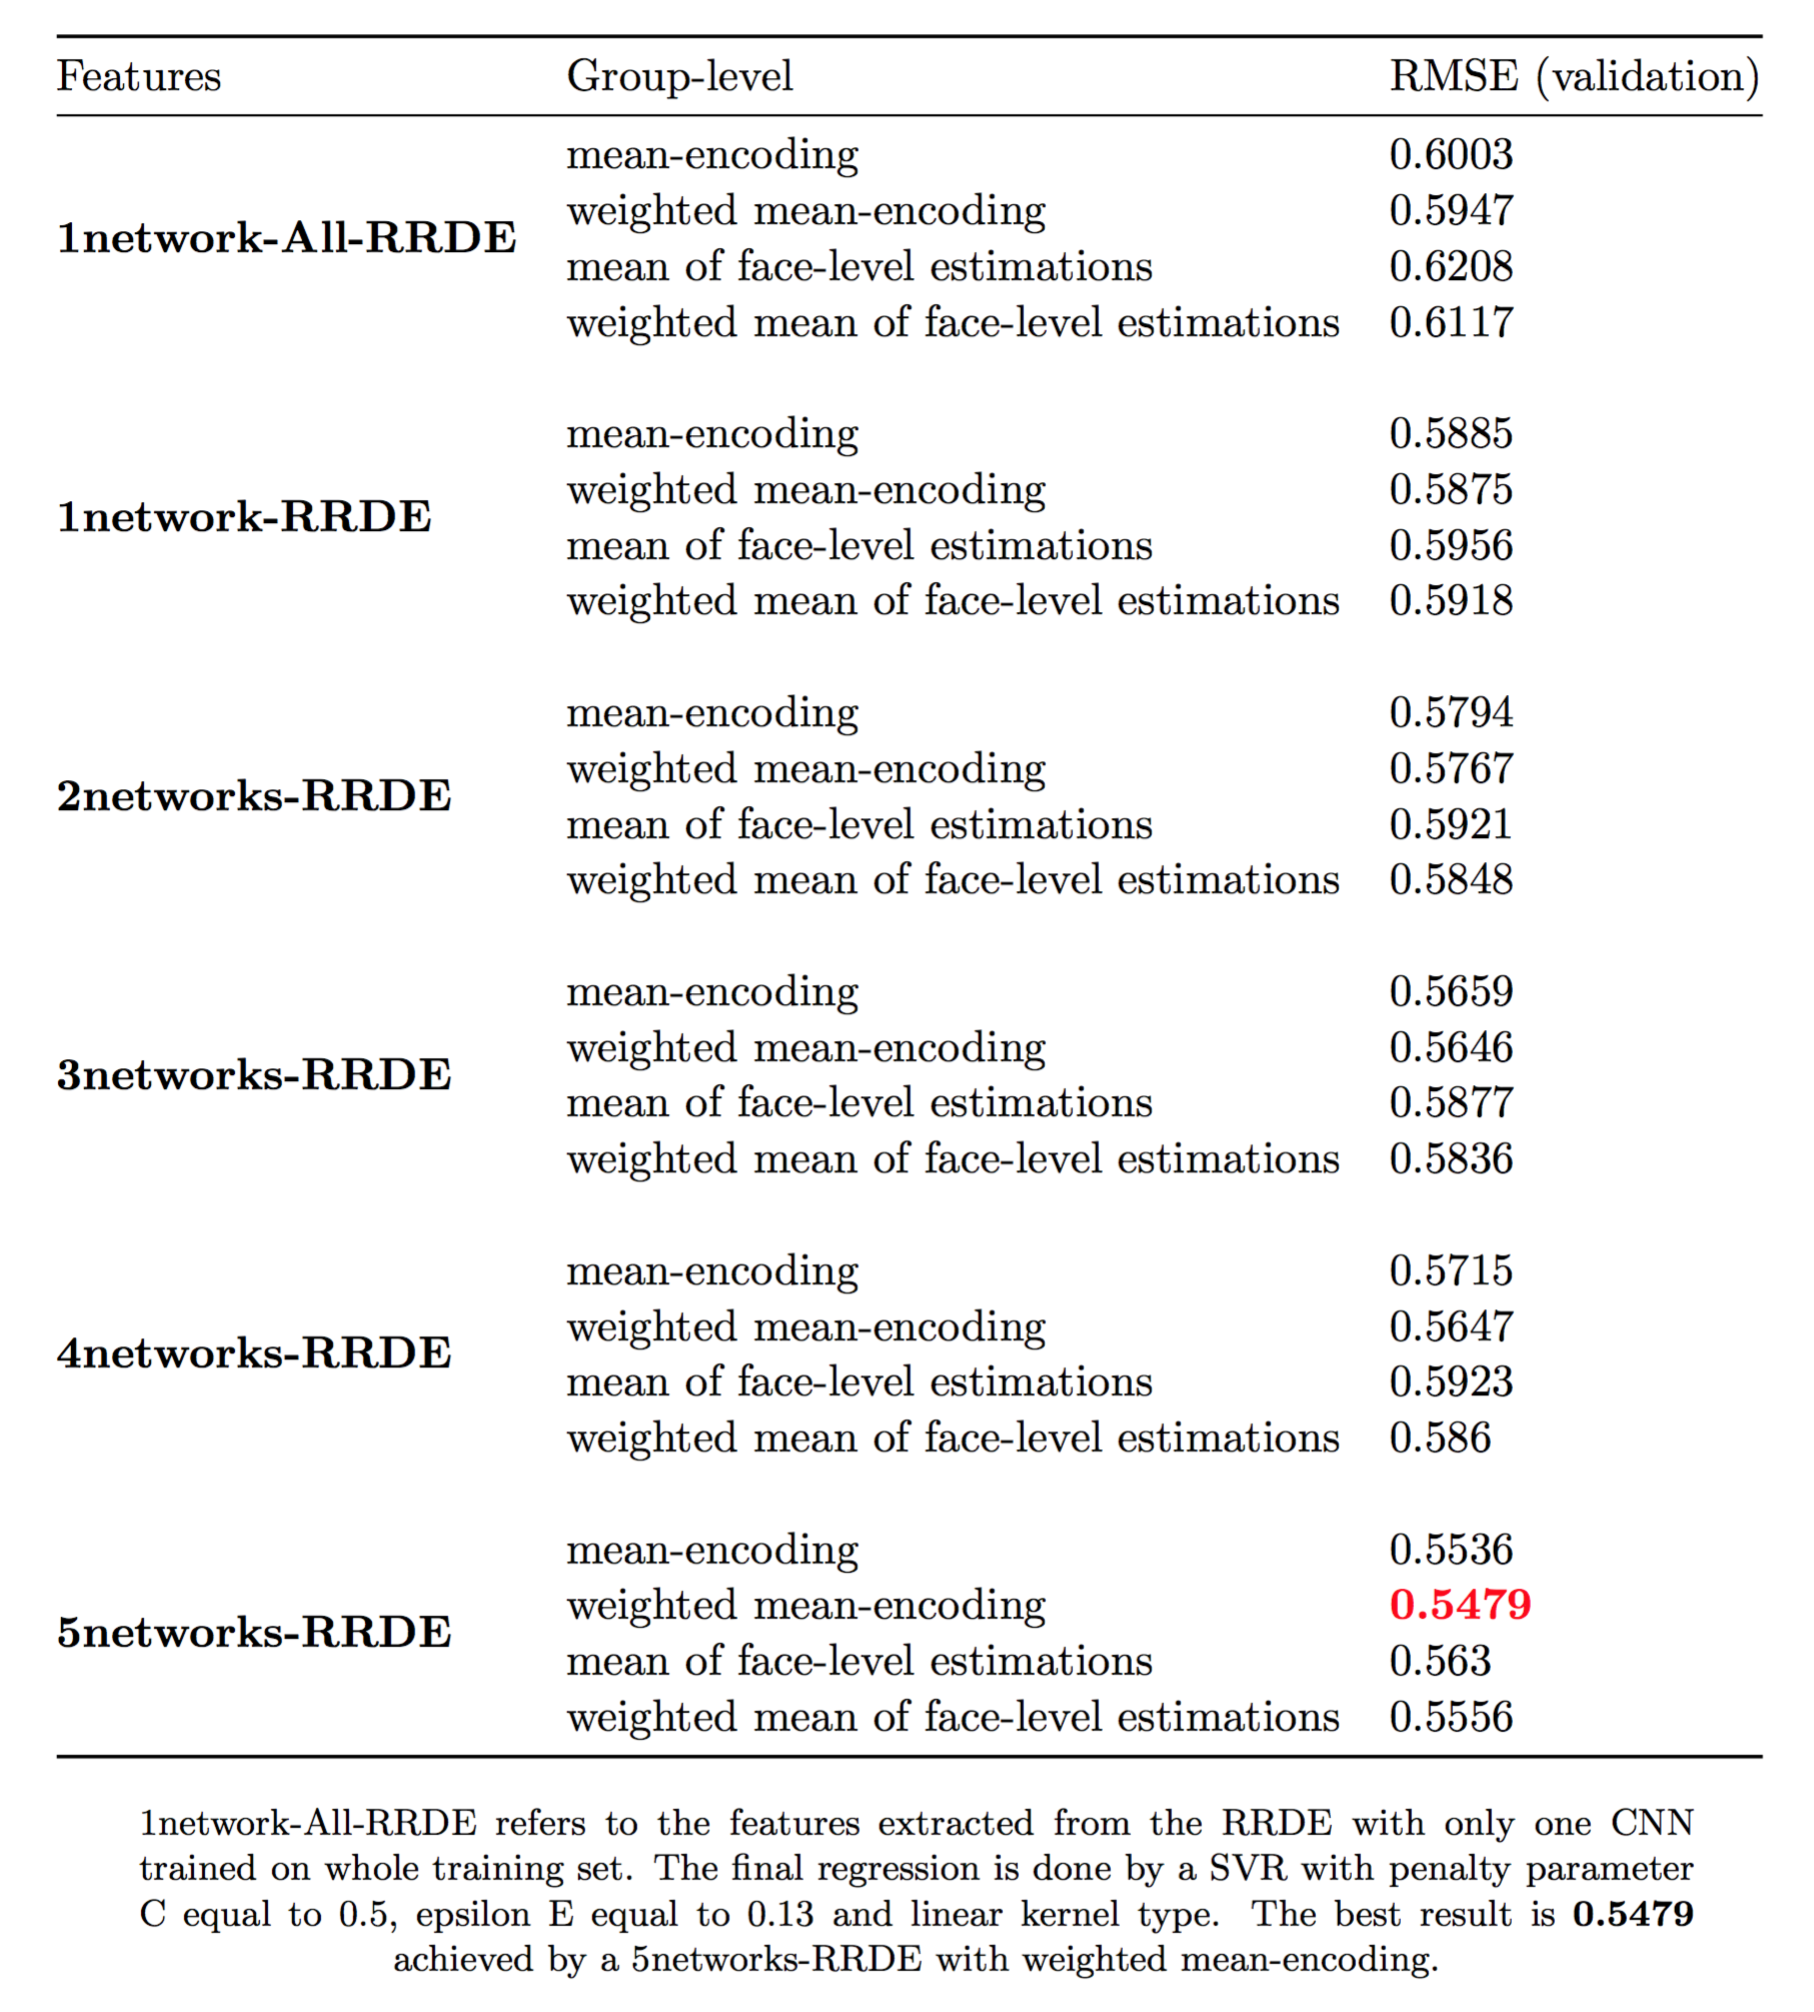 Features Group-level RMSE (validation)
mean-encoding 0.6003
weighted mean-encoding 0.5947
1network-All-RRDE
mean of face-level estimations 0.6208
weighted mean of face-level estimations 0.6117
mean-encoding 0.5885
weighted mean-encoding 0.5875
1network-RRDE
mean of face-level estimations 0.5956
weighted mean of face-level estimations 0.5918
mean-encoding 0.5794
weighted mean-encoding 0.5767
2networks-RRDE
mean of face-level estimations 0.5921
weighted mean of face-level estimations 0.5848
mean-encoding 0.5659
weighted mean-encoding 0.5646
3networks-RRDE
mean of face-level estimations 0.5877
weighted mean of face-level estimations 0.5836
mean-encoding 0.5715
weighted mean-encoding 0.5647
4networks-RRDE
mean of face-level estimations 0.5923
weighted mean of face-level estimations 0.586
mean-encoding 0.5536
weighted mean-encoding 0.5479
5networks-RRDE
mean of face-level estimations 0.563
weighted mean of face-level estimations 0.5556
1network-All-RRDE refers to the features extracted from the RRDE with only one CNN
trained on whole training set. The final regression is done by a SVR with penalty parameter
C equal to 0.5, epsilon E equal to 0.13 and linear kernel type. The best result is 0.5479
achieved by a 5networks-RRDE with weighted mean-encoding.